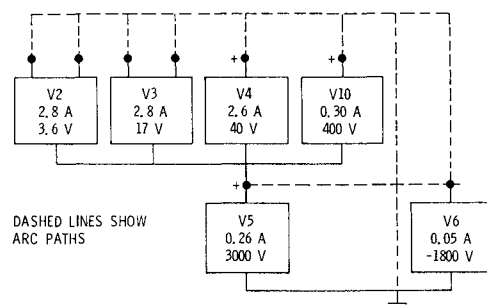 V2
2.8 A
3.6 V
V3
2.8 A
17 V
+
V4
2.6 A
40 V
+
V10
0.30 A
400 V
DASHED LINES SHOW
ARC PATHS
+
V5
0.26 A
3000 V
V6
0.05 A
-1800 V